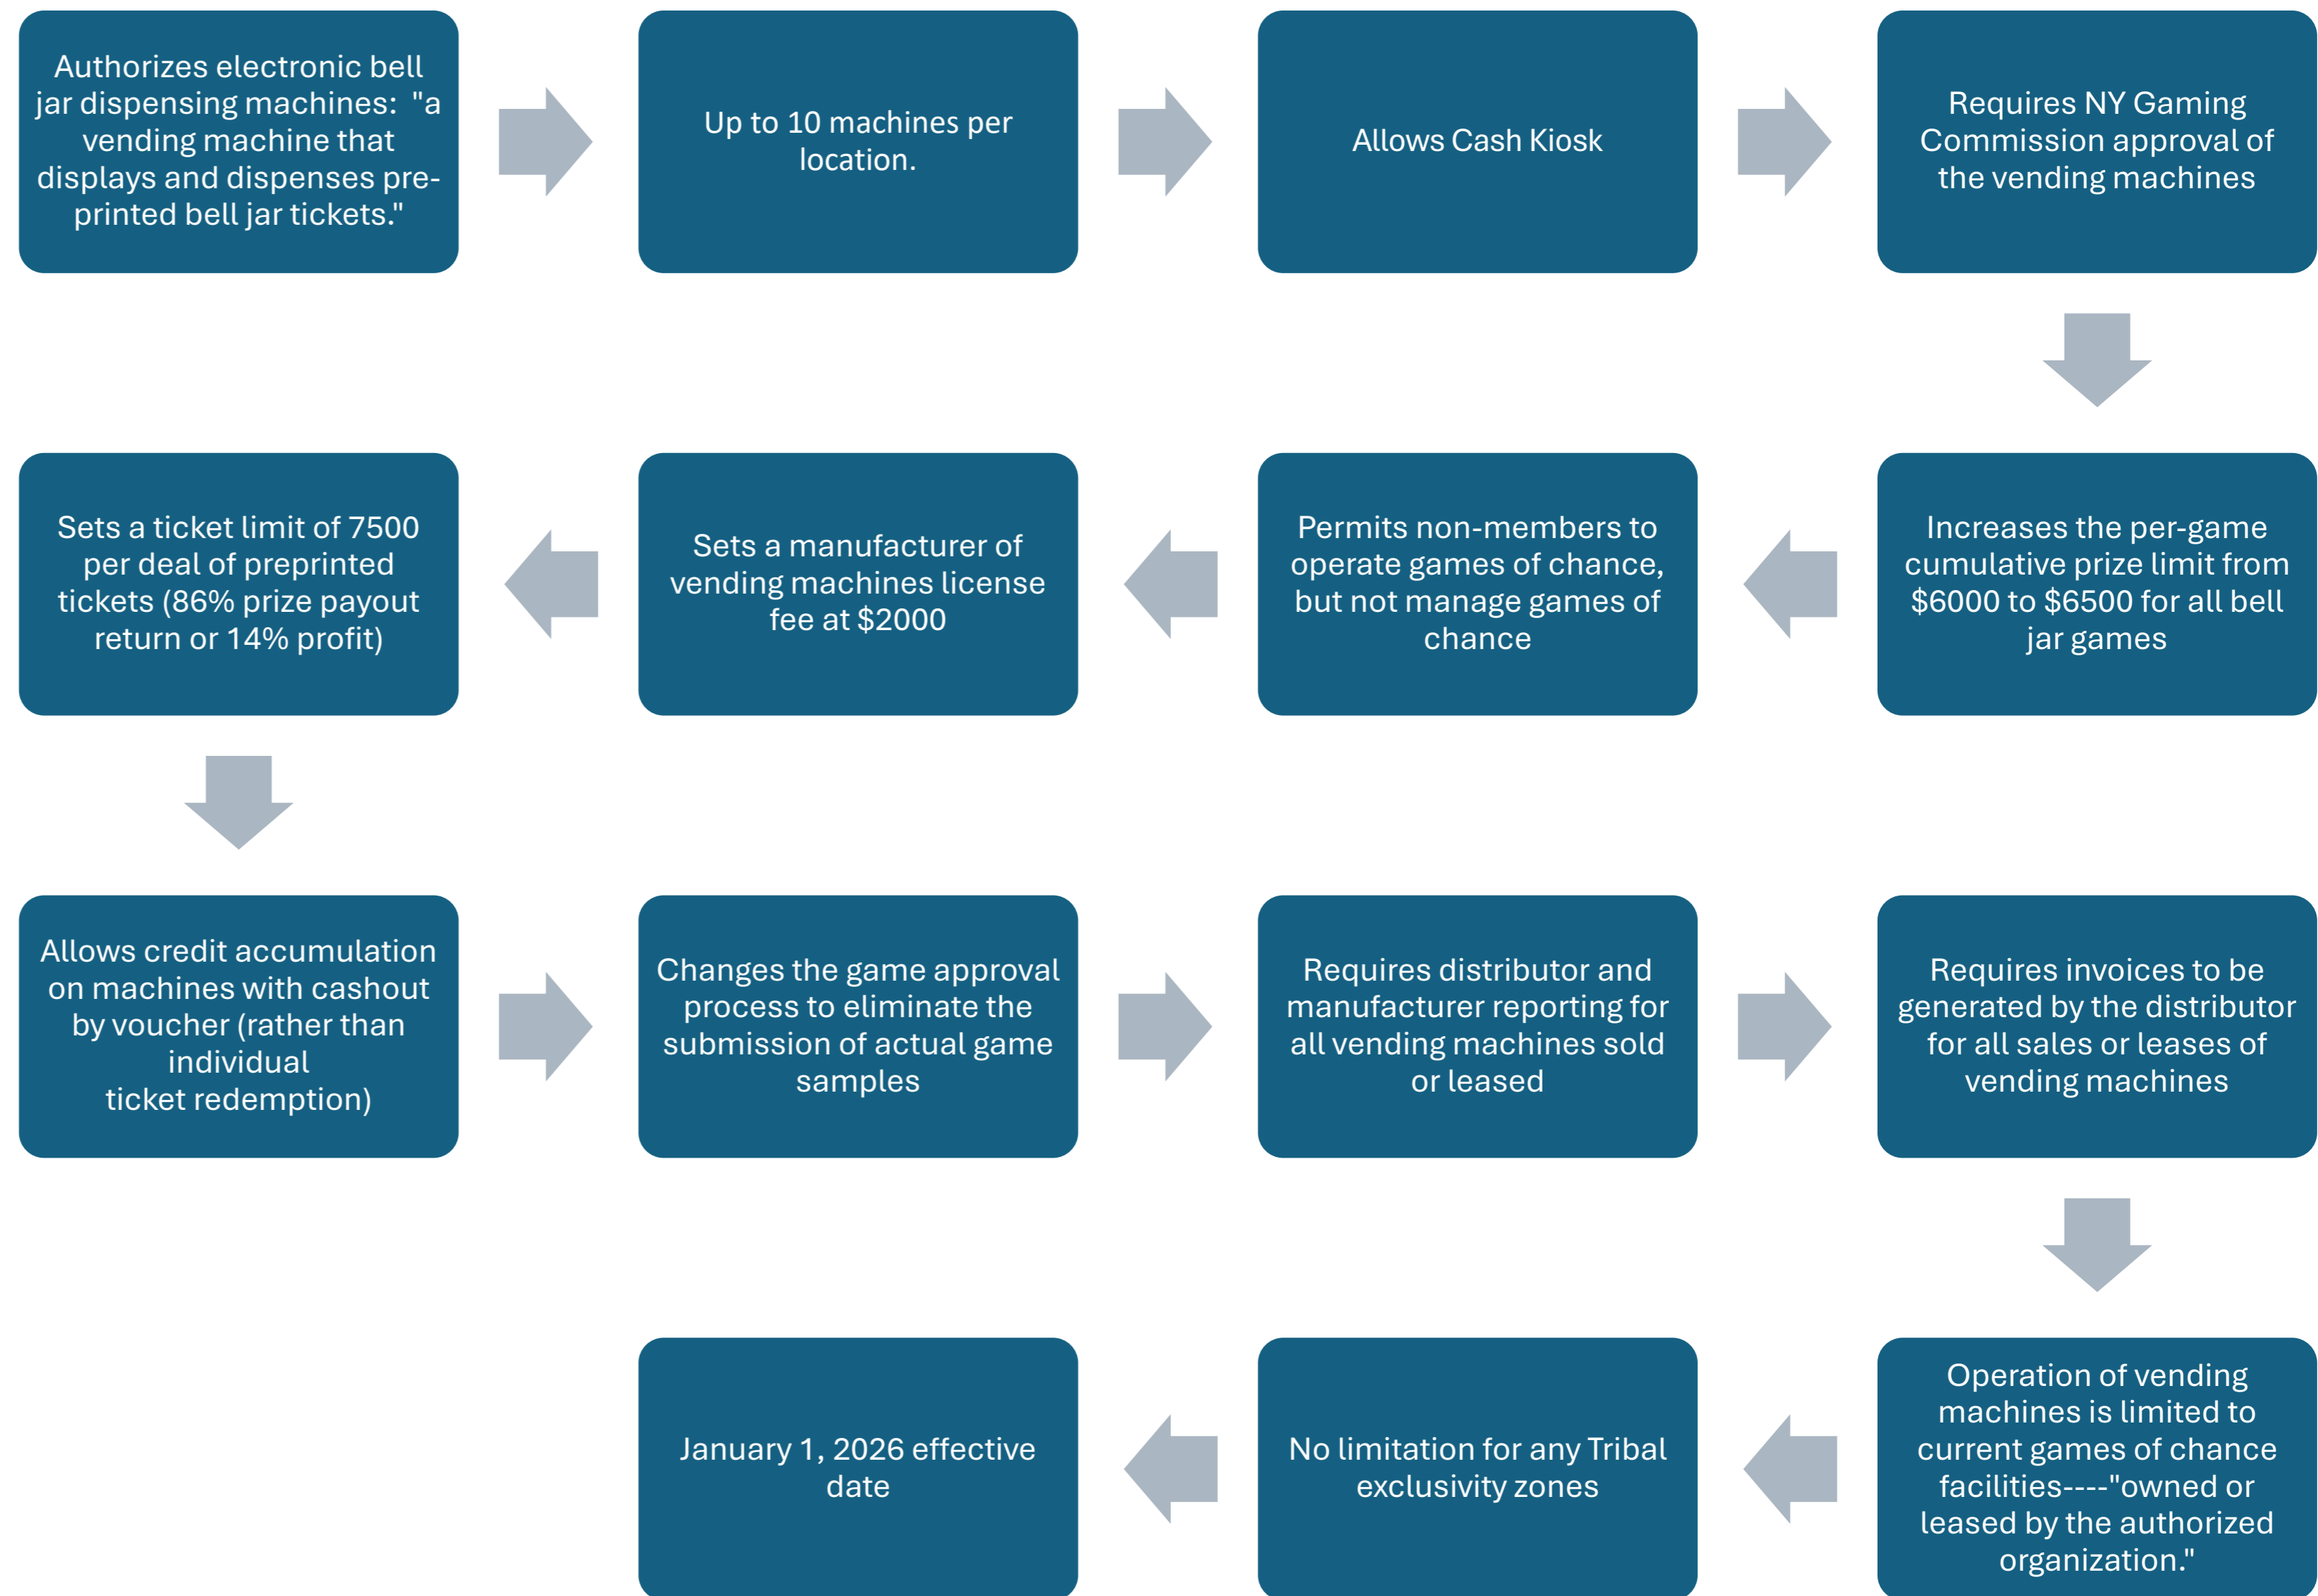 Authorizes electronic bell
jar dispensing machines:  "a
vending machine that
displays and dispenses pre-
printed bell jar tickets."
Up to 10 machines per
location.
Allows Cash Kiosk
Requires NY Gaming
Commission approval of
the vending machines
Increases the per-game
cumulative prize limit from
$6000 to $6500 for all bell
jar games
Permits non-members to
operate games of chance,
but not manage games of
chance
Sets a manufacturer of
vending machines license
fee at $2000
Sets a ticket limit of 7500
per deal of preprinted
tickets (86% prize payout
return or 14% profit)
Allows credit accumulation
on machines with cashout
by voucher (rather than
individual
ticket redemption)
Changes the game approval
process to eliminate the
submission of actual game
samples
Requires distributor and
manufacturer reporting for
all vending machines sold
or leased
Requires invoices to be
generated by the distributor
for all sales or leases of
vending machines
Operation of vending
machines is limited to
current games of chance
facilities----"owned or
leased by the authorized
organization."
No limitation for any Tribal
exclusivity zones
January 1, 2026 effective
date